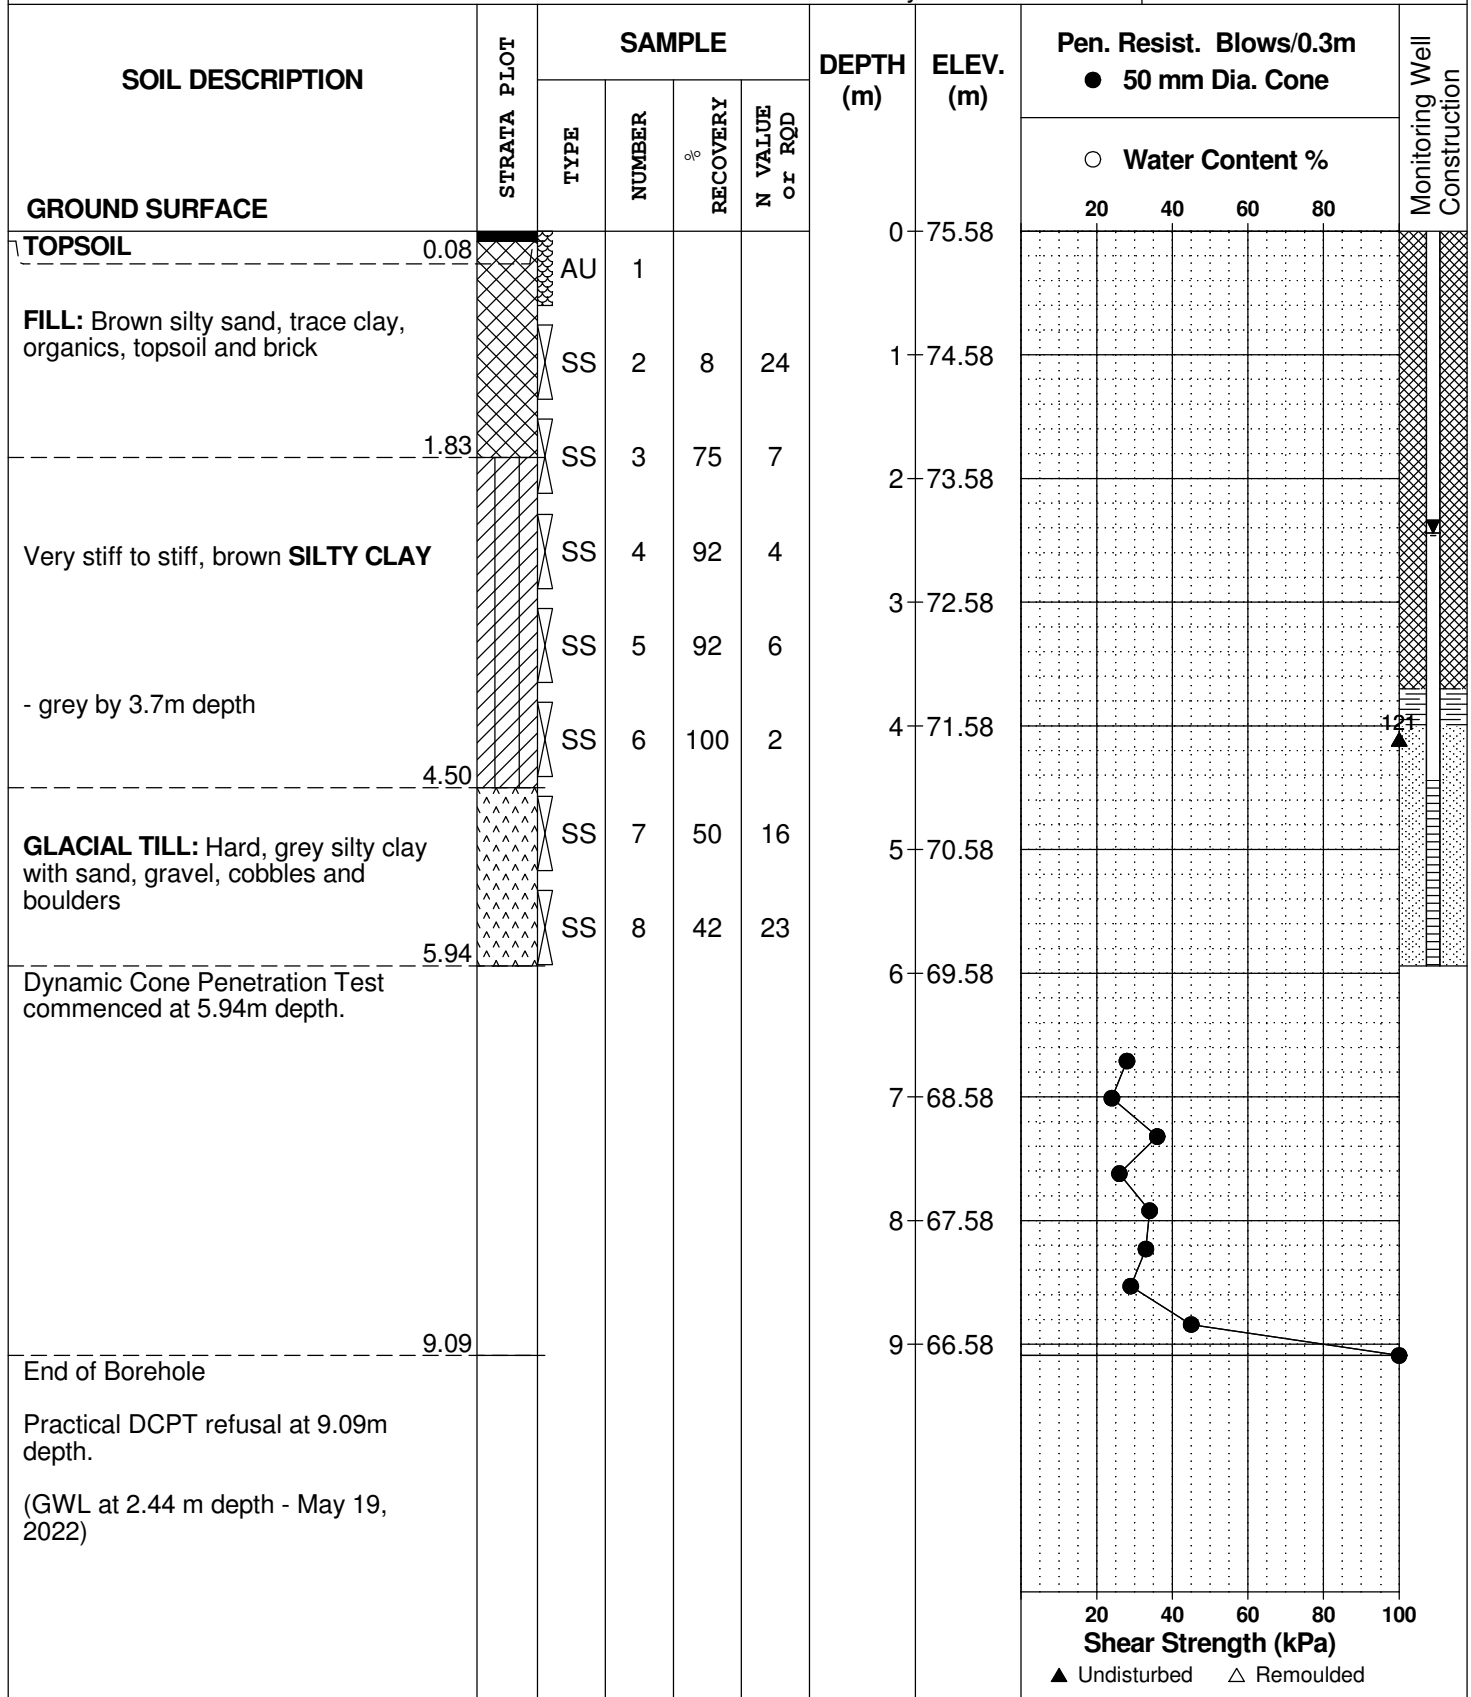 SOIL DESCRIPTION
GROUND SURFACE
STRATA PLOT
SAMPLE
TYPE
NUMBER
%
RECOVERY
N VALUE
or RQD
DEPTH
(m)
ELEV.
(m)
Pen. Resist. Blows/0.3m
● 50 mm Dia. Cone
○ Water Content %
20 40 60 80
Monitoring Well
Construction
TOPSOIL 0.08
0 75.58
AU 1
FILL: Brown silty sand, trace clay,
organics, topsoil and brick
SS 2 8 24
1 74.58
1.83
SS 3 75 7
2 73.58
Very stiff to stiff, brown SILTY CLAY
SS 4 92 4
3 72.58
SS 5 92 6
- grey by 3.7m depth
4 71.58
121
SS 6 100 2
4.50
SS 7 50 16
GLACIAL TILL: Hard, grey silty clay
with sand, gravel, cobbles and
boulders
5 70.58
SS 8 42 23
5.94
6 69.58
Dynamic Cone Penetration Test
commenced at 5.94m depth.
7 68.58
8 67.58
9.09
9 66.58
End of Borehole
Practical DCPT refusal at 9.09m
depth.
(GWL at 2.44 m depth - May 19,
2022)
20 40 60 80 100
Shear Strength (kPa)
▲ Undisturbed △ Remoulded